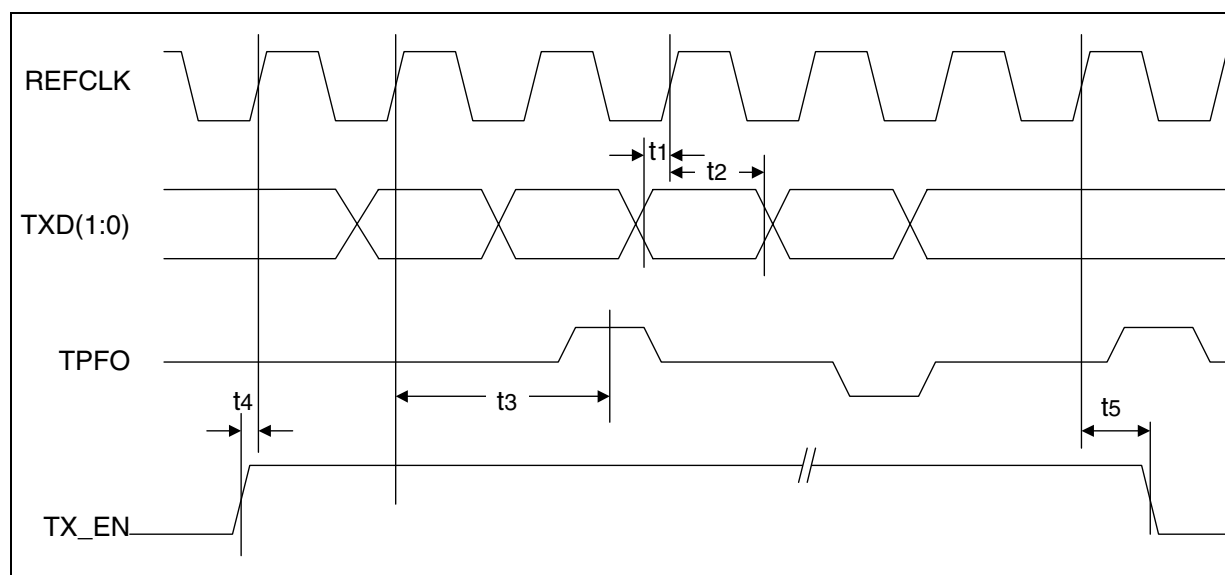 REFCLK
t1
t2
TXD(1:0)
TPFO
t3
t4
t5
TX_EN